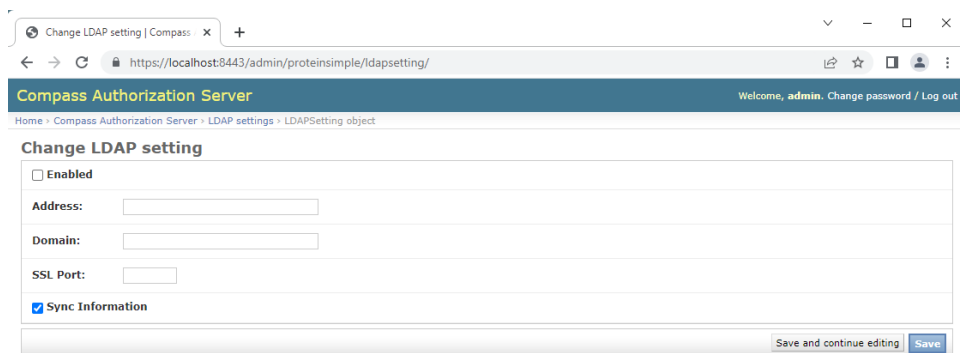 Change LDAP setting | Compass
https://localhost:8443/admin/proteinsimple/ldapsetting/
Compass Authorization Server
Welcome, admin. Change password / Log out
Home › Compass Authorization Server › LDAP settings › LDAPSetting object
Change LDAP setting
Enabled
Address:
Domain:
SSL Port:
Sync Information
Save and continue editing
Save